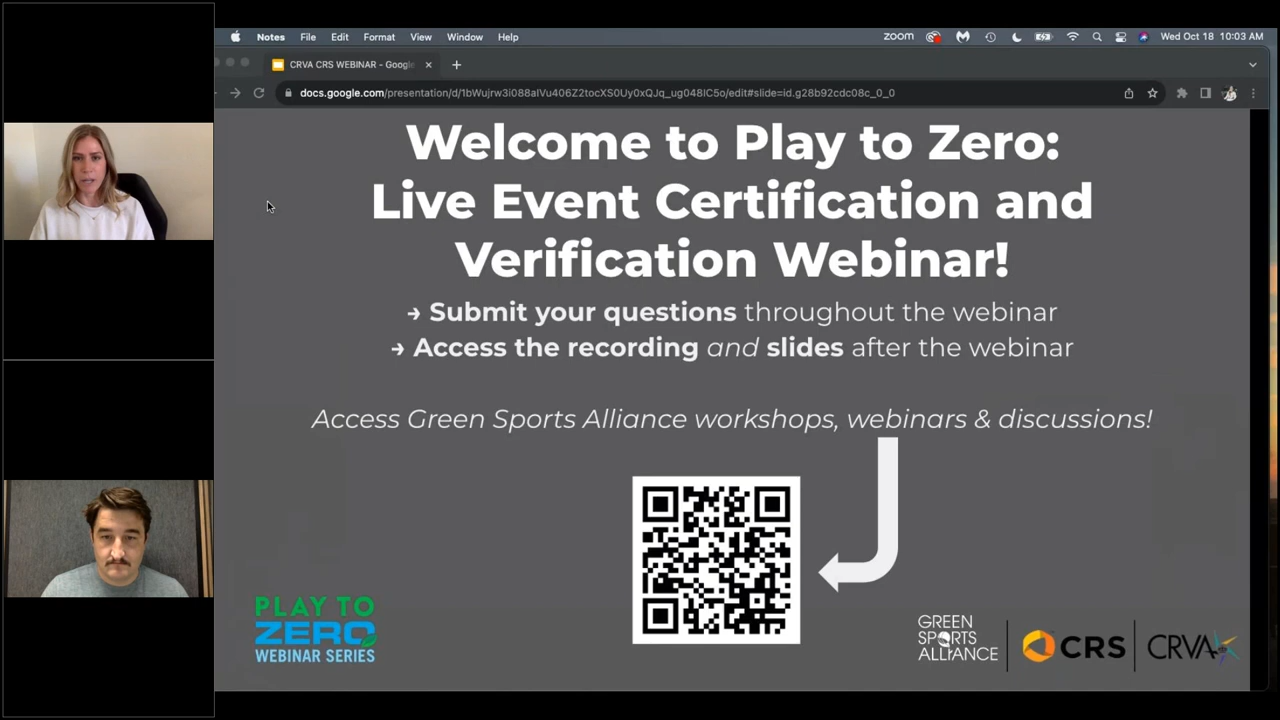 Notes File Edit Format View Window Help zoom Wed Oct 18 10:03 AM
CRVA CRS WEBINAR - Google
docs.google.com/presentation/d/1bWujrw3i088aIVu406Z2tocXS0Uy0xQJq_ug048IC5o/edit#slide=id.g28b92cdc08c_0_0
Welcome to Play to Zero:
Live Event Certification and
Verification Webinar!
→ Submit your questions throughout the webinar
→ Access the recording and slides after the webinar
Access Green Sports Alliance workshops, webinars & discussions!
PLAY TO
ZERO
WEBINAR SERIES
GREEN
SPORTS
ALLIANCE
CRS
CRVA